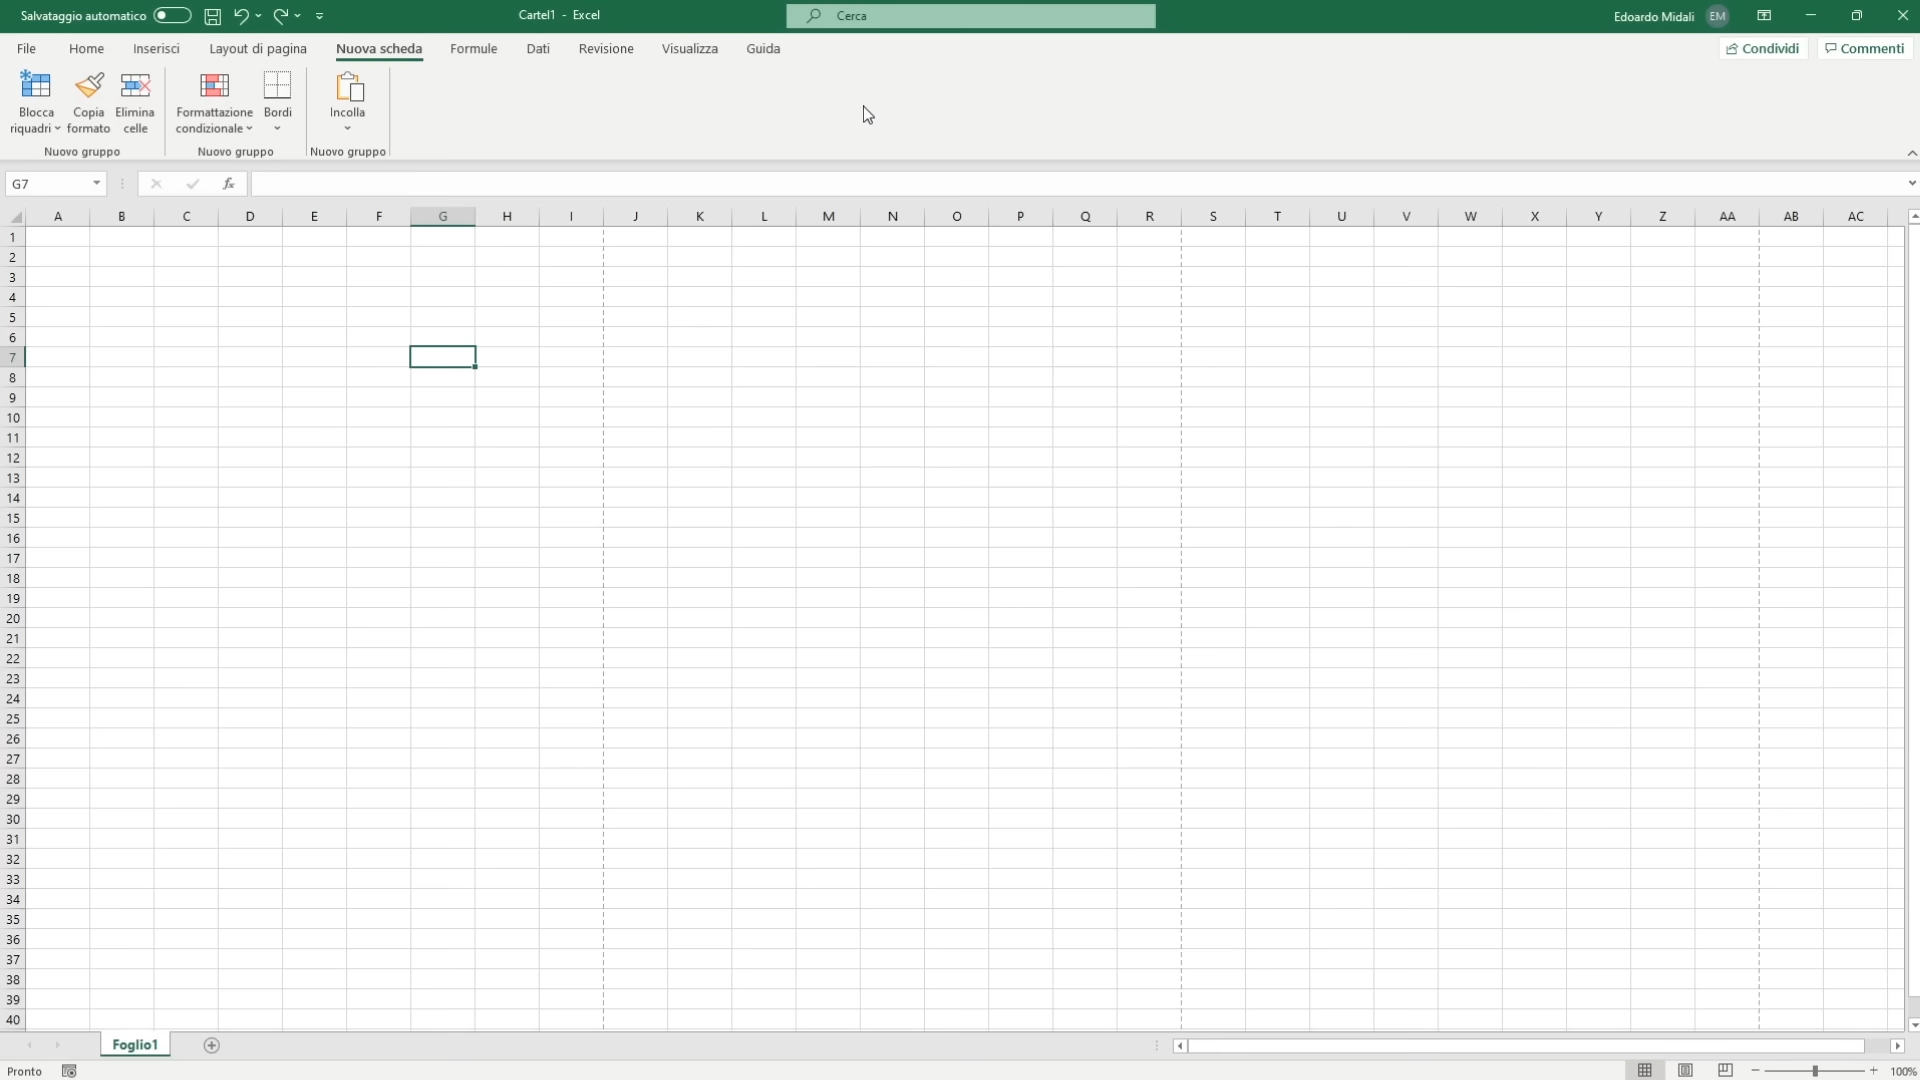 Salvataggio automatico
Cartel1 - Excel
Cerca
Edoardo Midali EM
File Home Inserisci Layout di pagina Nuova scheda Formule Dati Revisione Visualizza Guida
Condividi Commenti
Blocca riquadri
Copia formato
Elimina celle
Formattazione condizionale
Bordi
Incolla
Nuovo gruppo Nuovo gruppo Nuovo gruppo
G7
fx
A B C D E F G H I J K L M N O P Q R S T U V W X Y Z AA AB AC
1
2
3
4
5
6
7
8
9
10
11
12
13
14
15
16
17
18
19
20
21
22
23
24
25
26
27
28
29
30
31
32
33
34
35
36
37
38
39
40
Foglio1
Pronto
100%